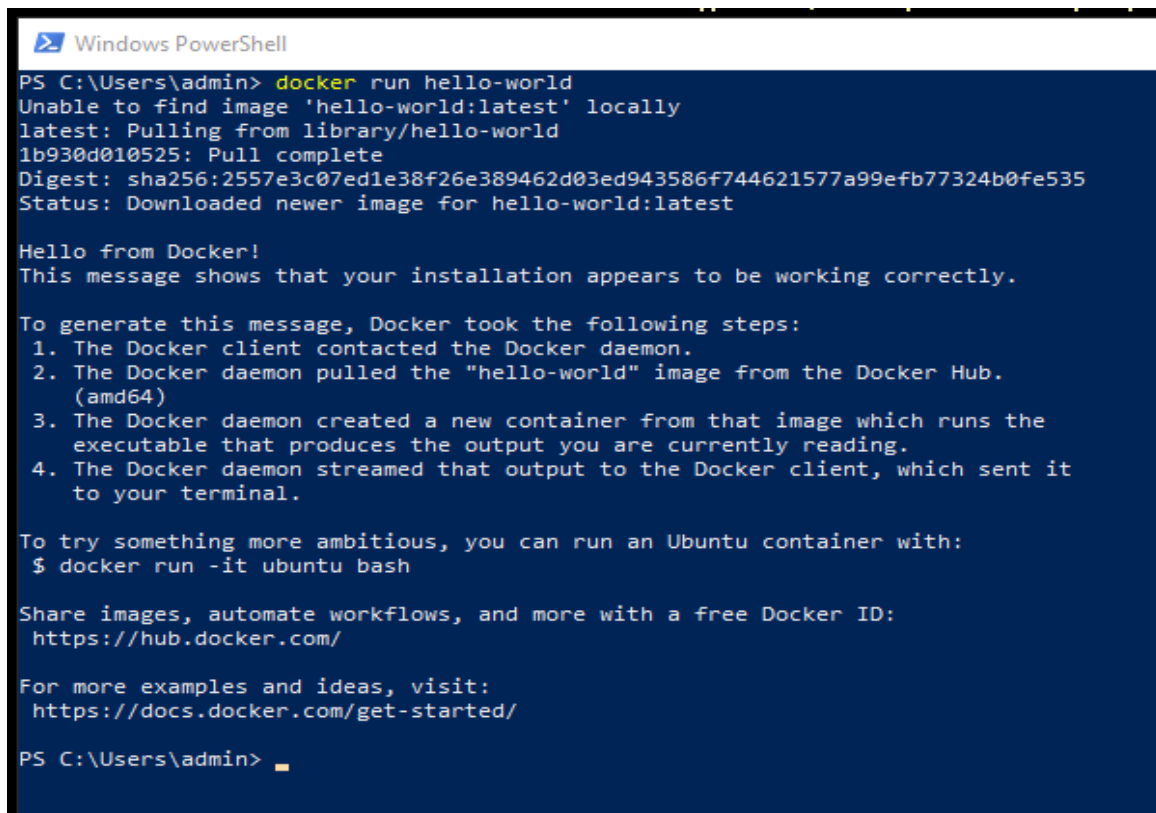 Windows PowerShell
PS C:\Users\admin> docker run hello-world
Unable to find image 'hello-world:latest' locally
latest: Pulling from library/hello-world
1b930d010525: Pull complete
Digest: sha256:2557e3c07ed1e38f26e389462d03ed943586f744621577a99efb77324b0fe535
Status: Downloaded newer image for hello-world:latest

Hello from Docker!
This message shows that your installation appears to be working correctly.

To generate this message, Docker took the following steps:
 1. The Docker client contacted the Docker daemon.
 2. The Docker daemon pulled the "hello-world" image from the Docker Hub.
    (amd64)
 3. The Docker daemon created a new container from that image which runs the
    executable that produces the output you are currently reading.
 4. The Docker daemon streamed that output to the Docker client, which sent it
    to your terminal.

To try something more ambitious, you can run an Ubuntu container with:
 $ docker run -it ubuntu bash

Share images, automate workflows, and more with a free Docker ID:
 https://hub.docker.com/

For more examples and ideas, visit:
 https://docs.docker.com/get-started/

PS C:\Users\admin>